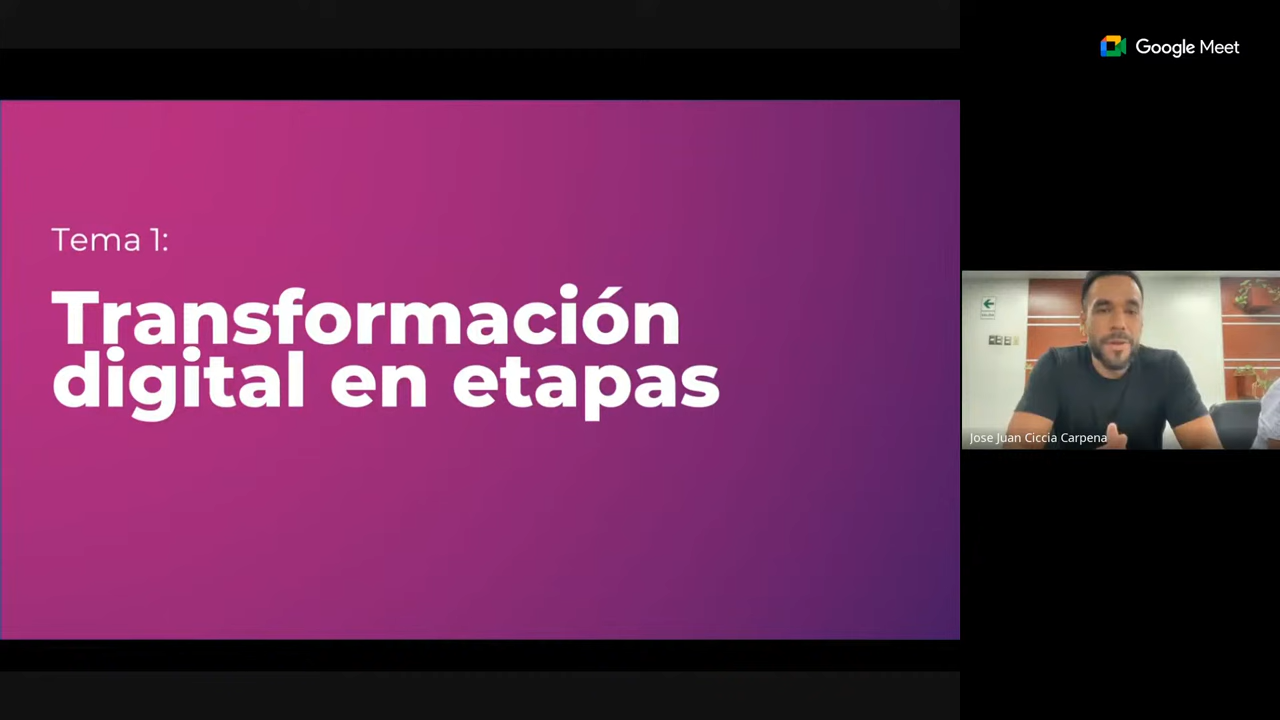 Google Meet
Tema 1:
Transformación
digital en etapas
Jose Juan Ciccia Carpena